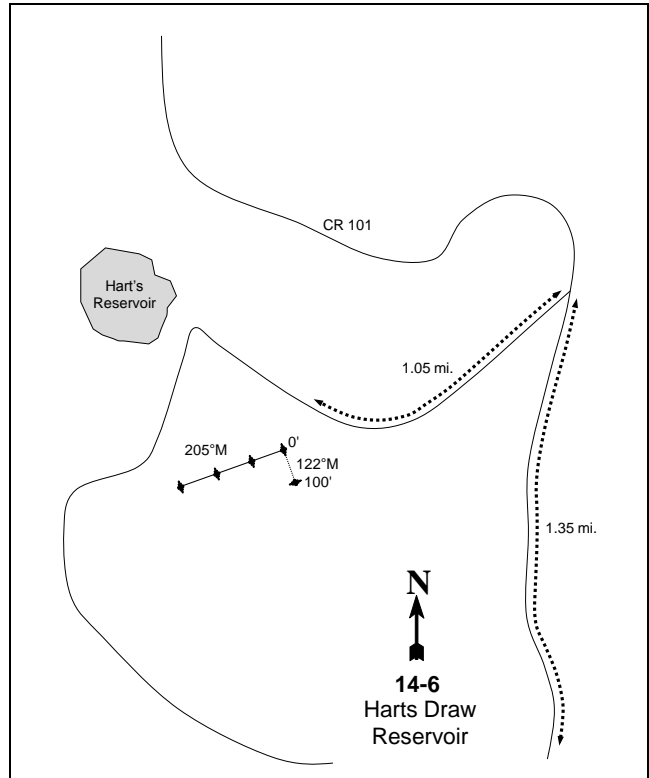 CR 101
Hart's
Reservoir
1.05 mi.
205°M
0'
122°M
100'
1.35 mi.
N
14-6
Harts Draw
Reservoir